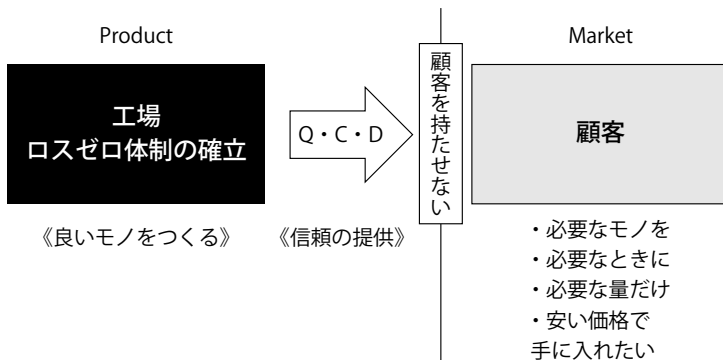 Product
Market
工場
ロスゼロ体制の確立
Q・C・D
顧客を持たせない
顧客
《良いモノをつくる》
《信頼の提供》
・必要なモノを
・必要なときに
・必要な量だけ
・安い価格で
手に入れたい